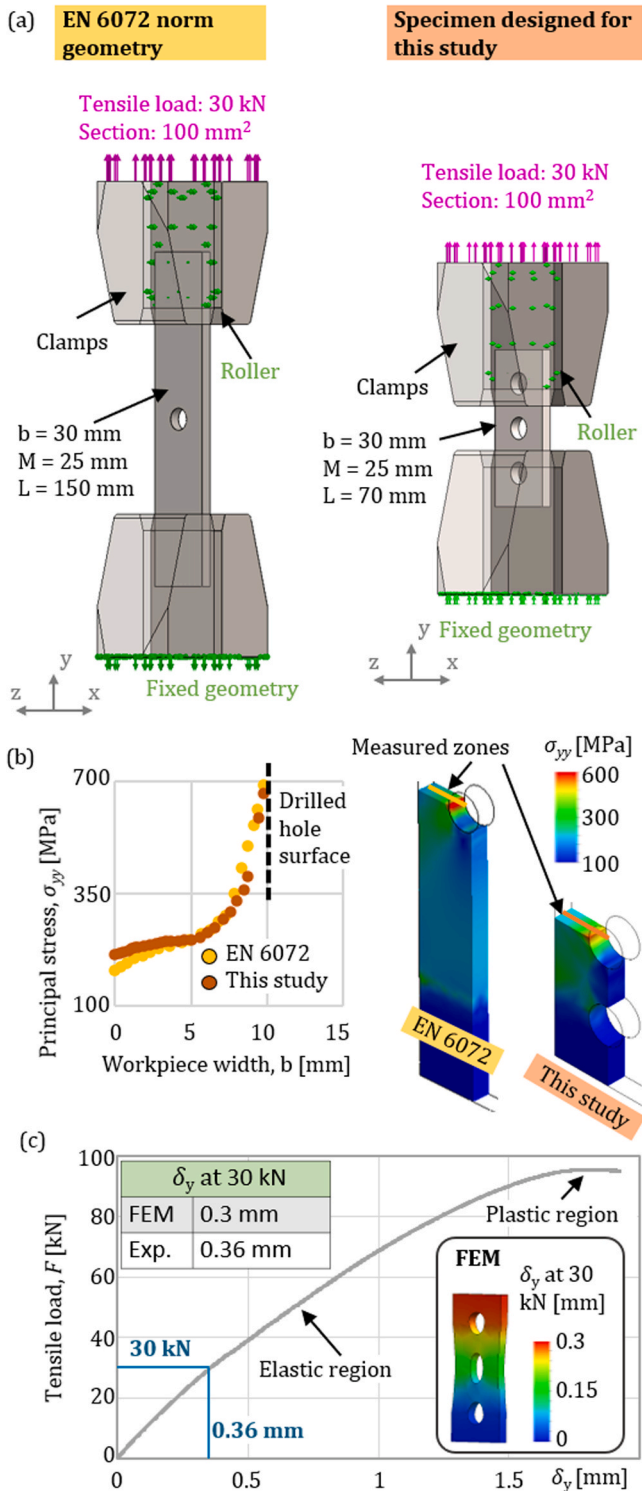 (a)
EN 6072 norm
geometry
Specimen designed for
this study
Tensile load: 30 kN
Section: 100 mm²
Tensile load: 30 kN
Section: 100 mm²
Clamps
Roller
b = 30 mm
M = 25 mm
L = 150 mm
Clamps
Roller
b = 30 mm
M = 25 mm
L = 70 mm
Fixed geometry
Fixed geometry
y
z
x
y
z
x
(b)
Measured zones
σyy [MPa]
600
300
100
700
350
100
Principal stress, σyy [MPa]
Drilled
hole
surface
EN 6072
This study
0
5
10
15
Workpiece width, b [mm]
EN 6072
This study
(c)
100
80
60
40
20
0
Tensile load, F [kN]
δy at 30 kN
FEM 0.3 mm
Exp. 0.36 mm
Plastic region
Elastic region
30 kN
0.36 mm
FEM
δy at 30
kN [mm]
0.3
0.15
0
0
0.5
1
1.5
δy [mm]